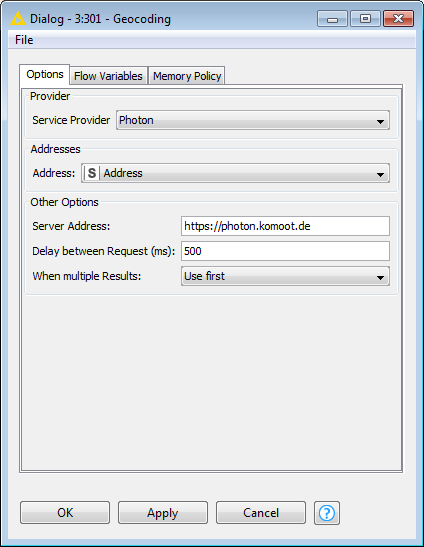 Dialog - 3:301 - Geocoding
File
Options Flow Variables Memory Policy
Provider
Service Provider Photon
Addresses
Address: S Address
Other Options
Server Address: https://photon.komoot.de
Delay between Request (ms): 500
When multiple Results: Use first
OK Apply Cancel ?